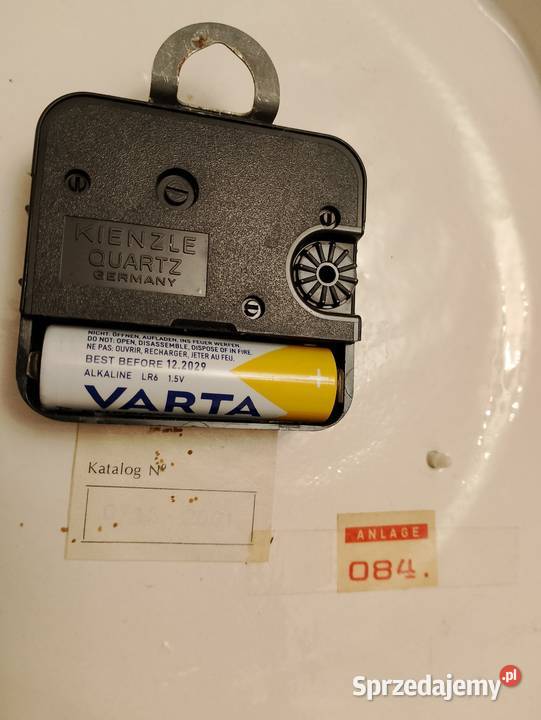 KIENZLE
QUARTZ
GERMANY
NICHT: ÖFFNEN, AUFLADEN, INS FEUER WERFEN.
DO NOT: OPEN, DISASSEMBLE, DISPOSE OF IN FIRE.
NE PAS: OUVRIR, RECHARGER, JETER AU FEU.
BEST BEFORE 12.2029
ALKALINE LR6 1.5V
VARTA
+
Katalog No
ANLAGE
084.
Sprzedajemy.pl